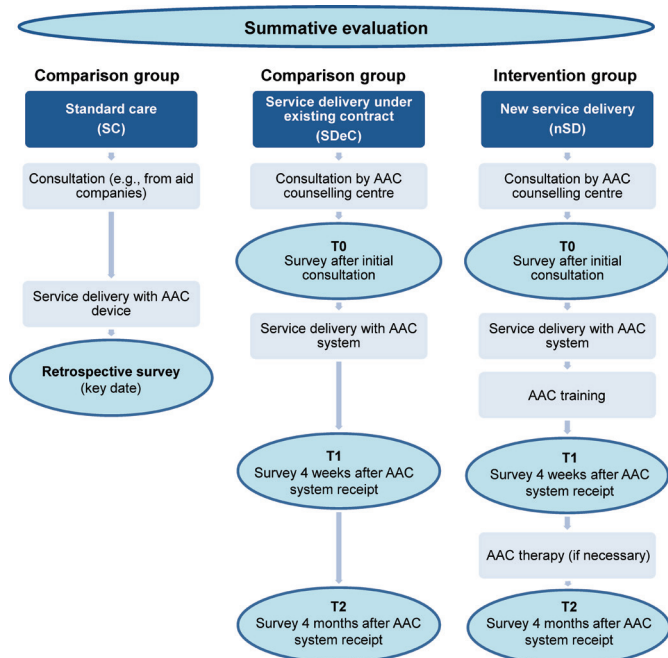 Summative evaluation
Comparison group
Standard care
(SC)
Consultation (e.g., from aid
companies)
Service delivery with AAC
device
Retrospective survey
(key date)
Comparison group
Service delivery under
existing contract
(SDeC)
Consultation by AAC
counselling centre
T0
Survey after initial
consultation
Service delivery with AAC
system
T1
Survey 4 weeks after AAC
system receipt
T2
Survey 4 months after AAC
system receipt
Intervention group
New service delivery
(nSD)
Consultation by AAC
counselling centre
T0
Survey after initial
consultation
Service delivery with AAC
system
AAC training
T1
Survey 4 weeks after AAC
system receipt
AAC therapy (if necessary)
T2
Survey 4 months after AAC
system receipt